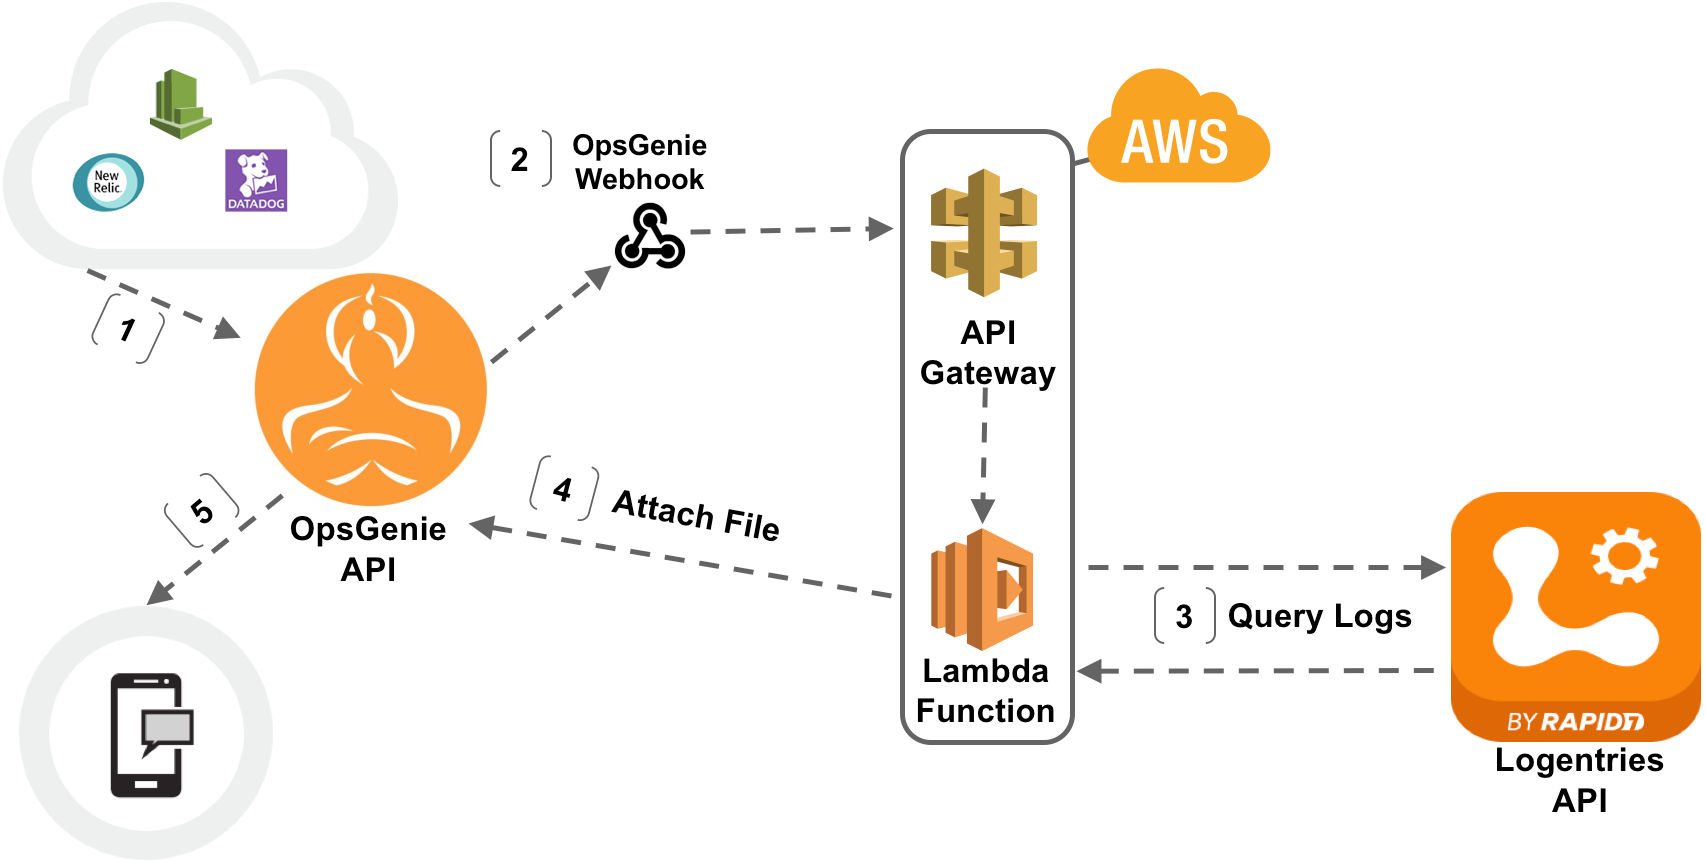 New
Relic.
DATADOG
1
2
OpsGenie
Webhook
AWS
API
Gateway
OpsGenie
API
4
Attach File
5
3
Query Logs
Lambda
Function
BY RAPID7
Logentries
API